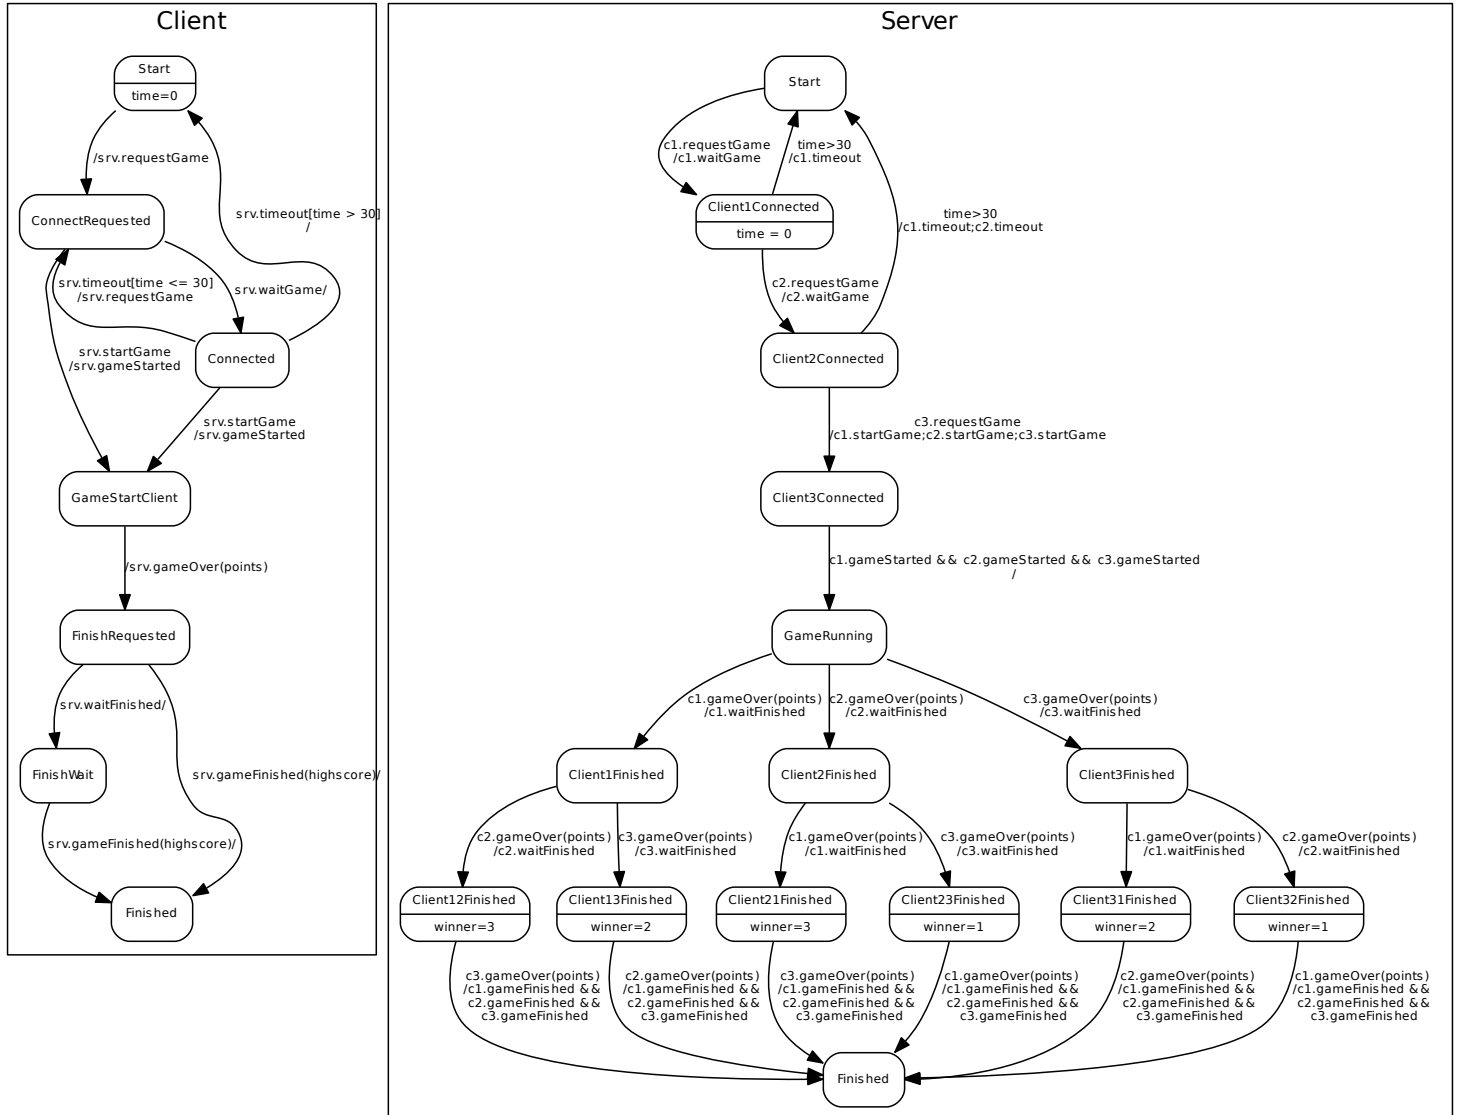 Client
Start
time=0
/srv.requestGame
ConnectRequested
srv.timeout[time > 30]
/
srv.timeout[time <= 30]
/srv.requestGame
srv.waitGame/
srv.startGame
/srv.gameStarted
Connected
srv.startGame
/srv.gameStarted
GameStartClient
/srv.gameOver(points)
FinishRequested
srv.waitFinished/
FinishWait
srv.gameFinished(highscore)/
srv.gameFinished(highscore)/
Finished
Server
Start
c1.requestGame
/c1.waitGame
time>30
/c1.timeout
Client1Connected
time = 0
time>30
/c1.timeout;c2.timeout
c2.requestGame
/c2.waitGame
Client2Connected
c3.requestGame
/c1.startGame;c2.startGame;c3.startGame
Client3Connected
c1.gameStarted && c2.gameStarted && c3.gameStarted
/
GameRunning
c1.gameOver(points)
/c1.waitFinished
c2.gameOver(points)
/c2.waitFinished
c3.gameOver(points)
/c3.waitFinished
Client1Finished
Client2Finished
Client3Finished
c2.gameOver(points)
/c2.waitFinished
c3.gameOver(points)
/c3.waitFinished
c1.gameOver(points)
/c1.waitFinished
c3.gameOver(points)
/c3.waitFinished
c1.gameOver(points)
/c1.waitFinished
c2.gameOver(points)
/c2.waitFinished
Client12Finished
winner=3
Client13Finished
winner=2
Client21Finished
winner=3
Client23Finished
winner=1
Client31Finished
winner=2
Client32Finished
winner=1
c3.gameOver(points)
/c1.gameFinished &&
c2.gameFinished &&
c3.gameFinished
c2.gameOver(points)
/c1.gameFinished &&
c2.gameFinished &&
c3.gameFinished
c3.gameOver(points)
/c1.gameFinished &&
c2.gameFinished &&
c3.gameFinished
c1.gameOver(points)
/c1.gameFinished &&
c2.gameFinished &&
c3.gameFinished
c2.gameOver(points)
/c1.gameFinished &&
c2.gameFinished &&
c3.gameFinished
c1.gameOver(points)
/c1.gameFinished &&
c2.gameFinished &&
c3.gameFinished
Finished